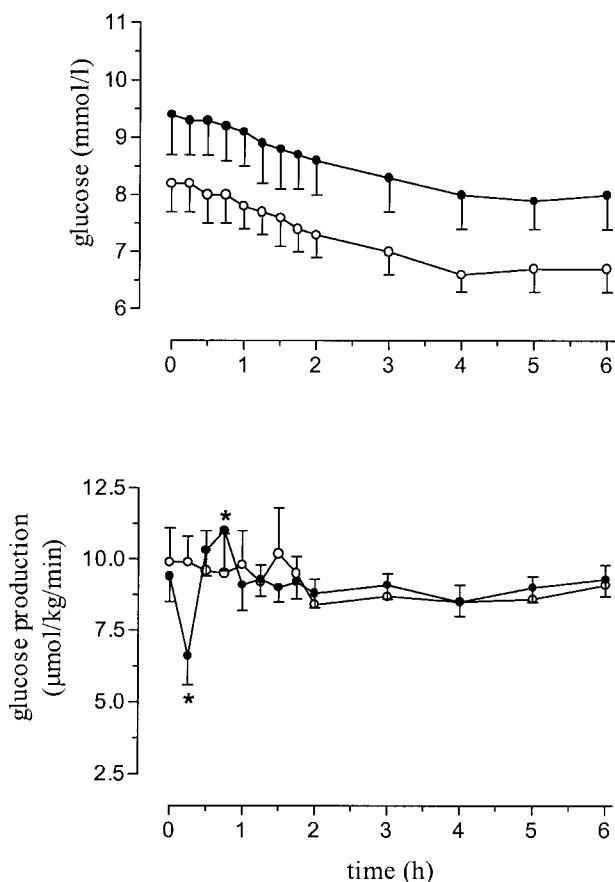 11
10
9
8
7
6
glucose (mmol/l)
0 1 2 3 4 5 6
12.5
10.0
7.5
5.0
2.5
glucose production
(μmol/kg/min)
*
*
0 1 2 3 4 5 6
time (h)